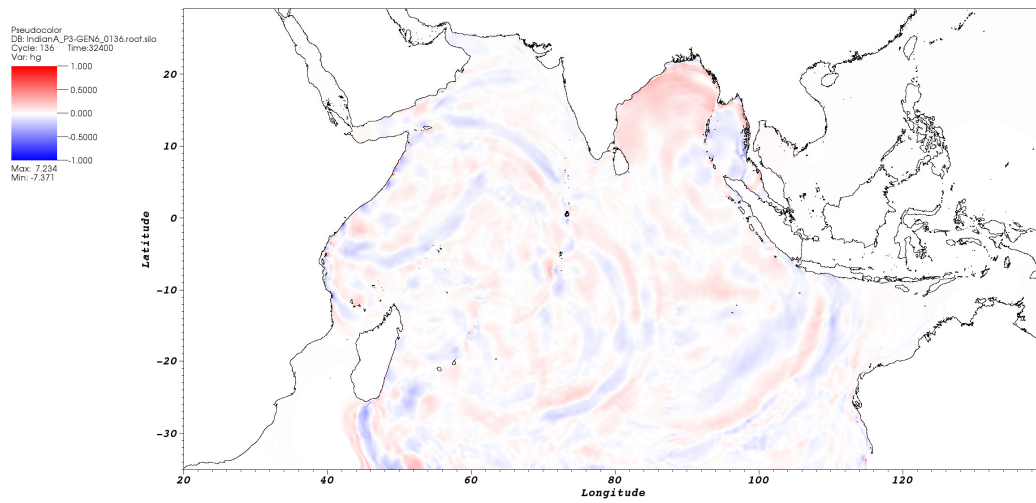 Pseudocolor
DB: IndianA_P3-GEN6_0136.root.silo
Cycle: 136 Time:32400
Var: hg
1.000
0.5000
0.000
-0.5000
-1.000
Max: 7.234
Min: -7.371
Latitude
20
10
0
-10
-20
-30
20 40 60 80 100 120
Longitude